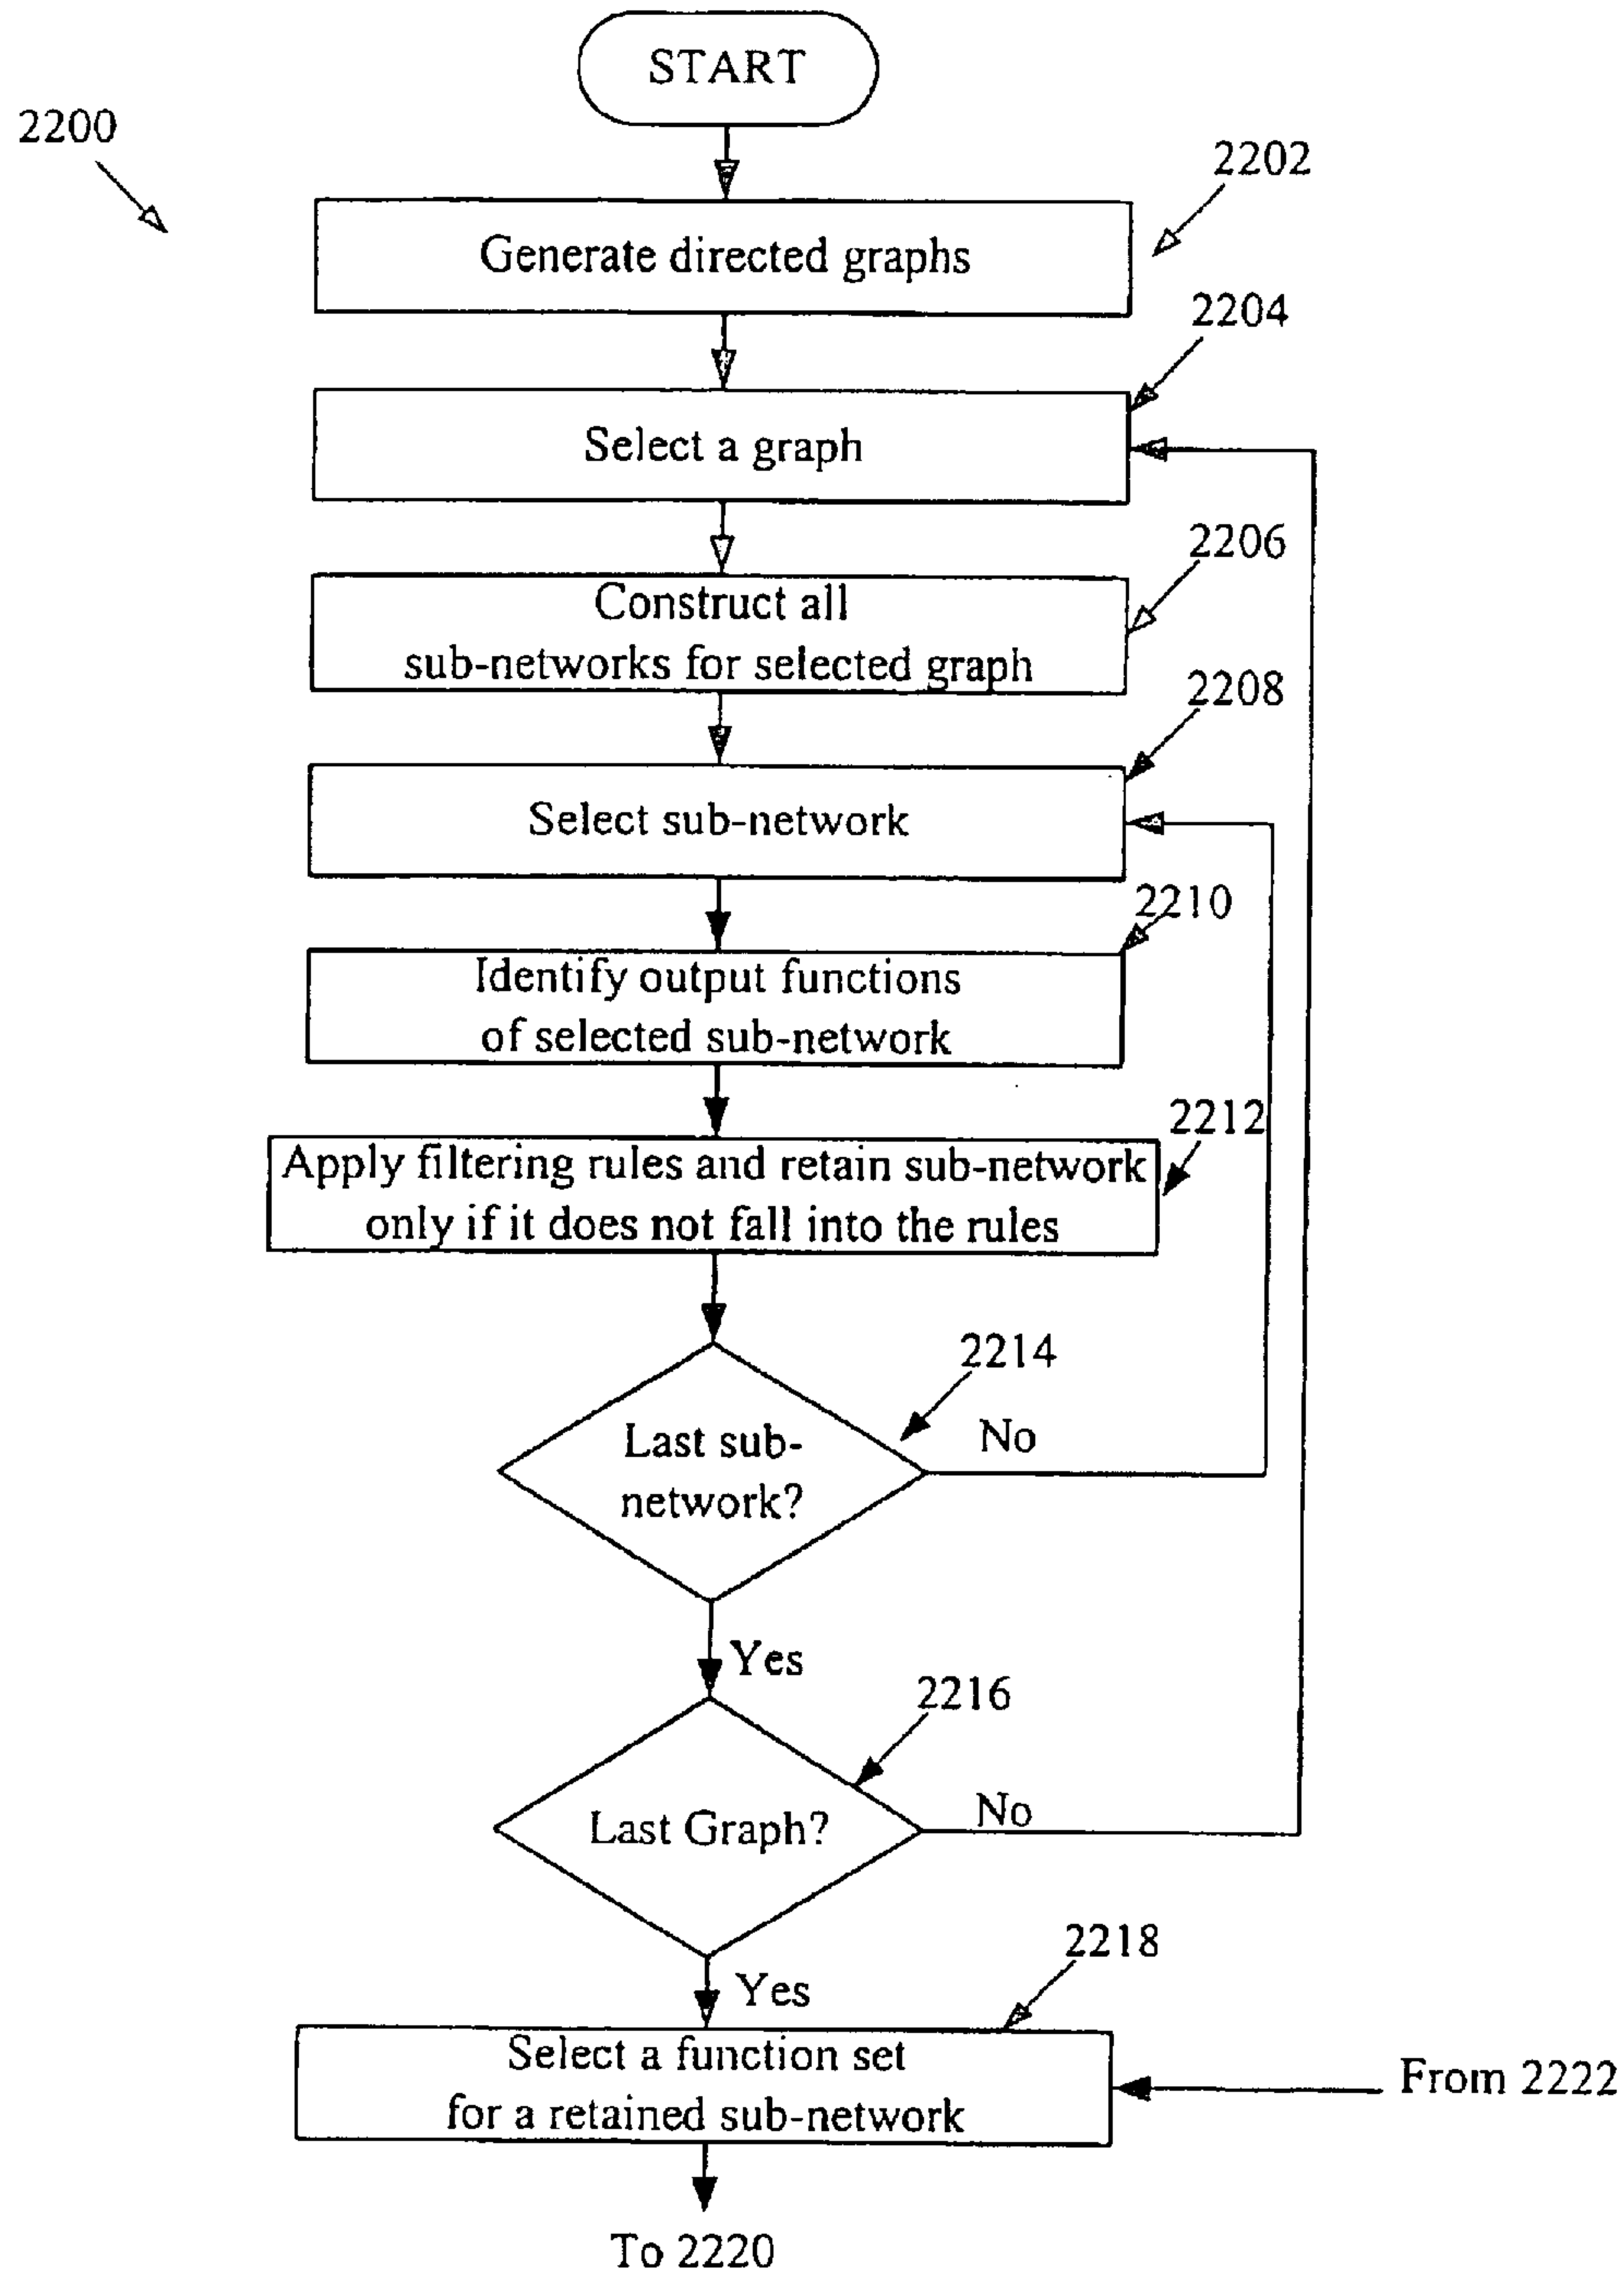 START
2200
2202
Generate directed graphs
2204
Select a graph
2206
Construct all
sub-networks for selected graph
2208
Select sub-network
2210
Identify output functions
of selected sub-network
2212
Apply filtering rules and retain sub-network
only if it does not fall into the rules
2214
Last sub-
network?
No
Yes
2216
Last Graph?
No
Yes
2218
Select a function set
for a retained sub-network
From 2222
To 2220